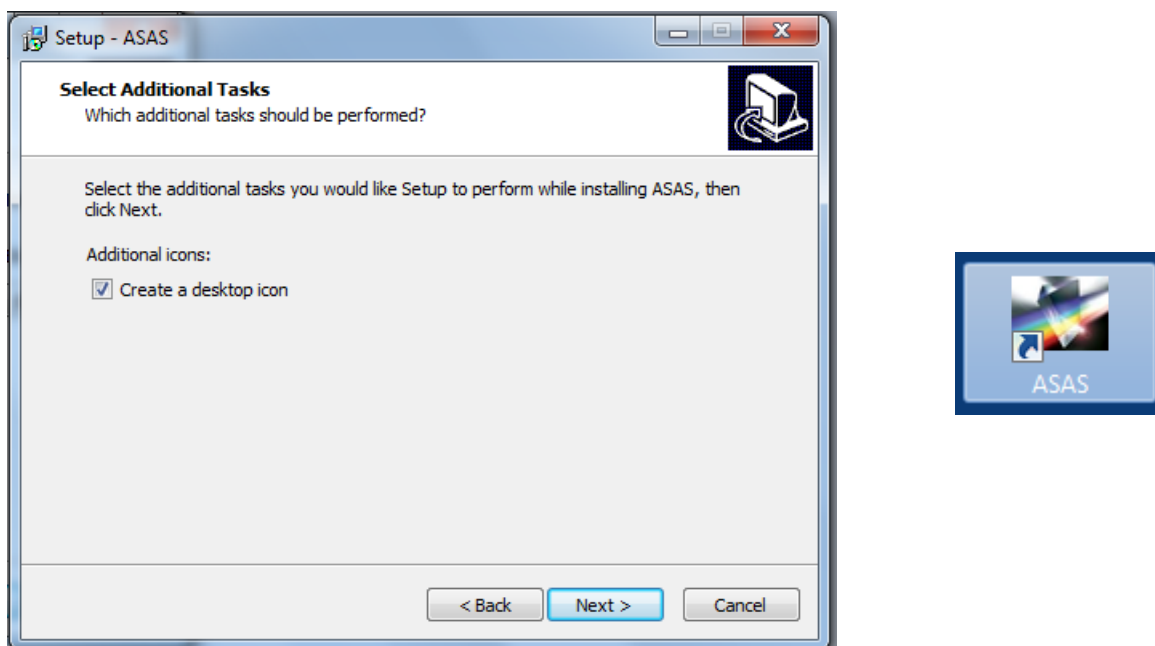 Setup - ASAS
Select Additional Tasks
Which additional tasks should be performed?
Select the additional tasks you would like Setup to perform while installing ASAS, then
click Next.
Additional icons:
Create a desktop icon
< Back Next > Cancel
ASAS